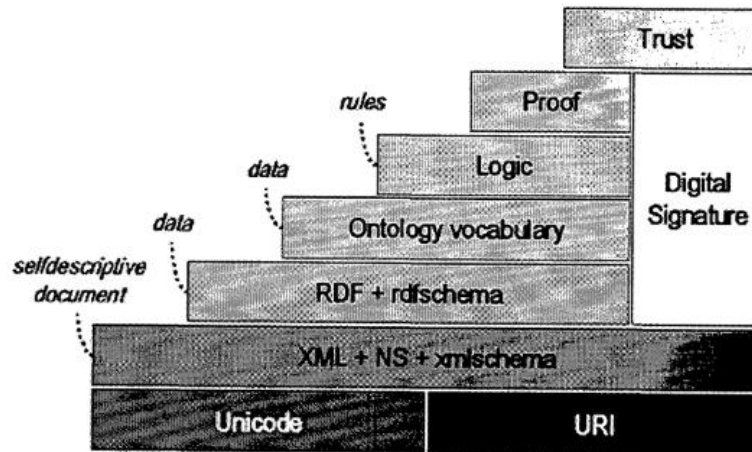 Trust
Proof
rules
Logic
data
Digital
Signature
Ontology vocabulary
data
RDF + rdfschema
selfdescriptive
document
XML + NS + xmlschema
Unicode
URI